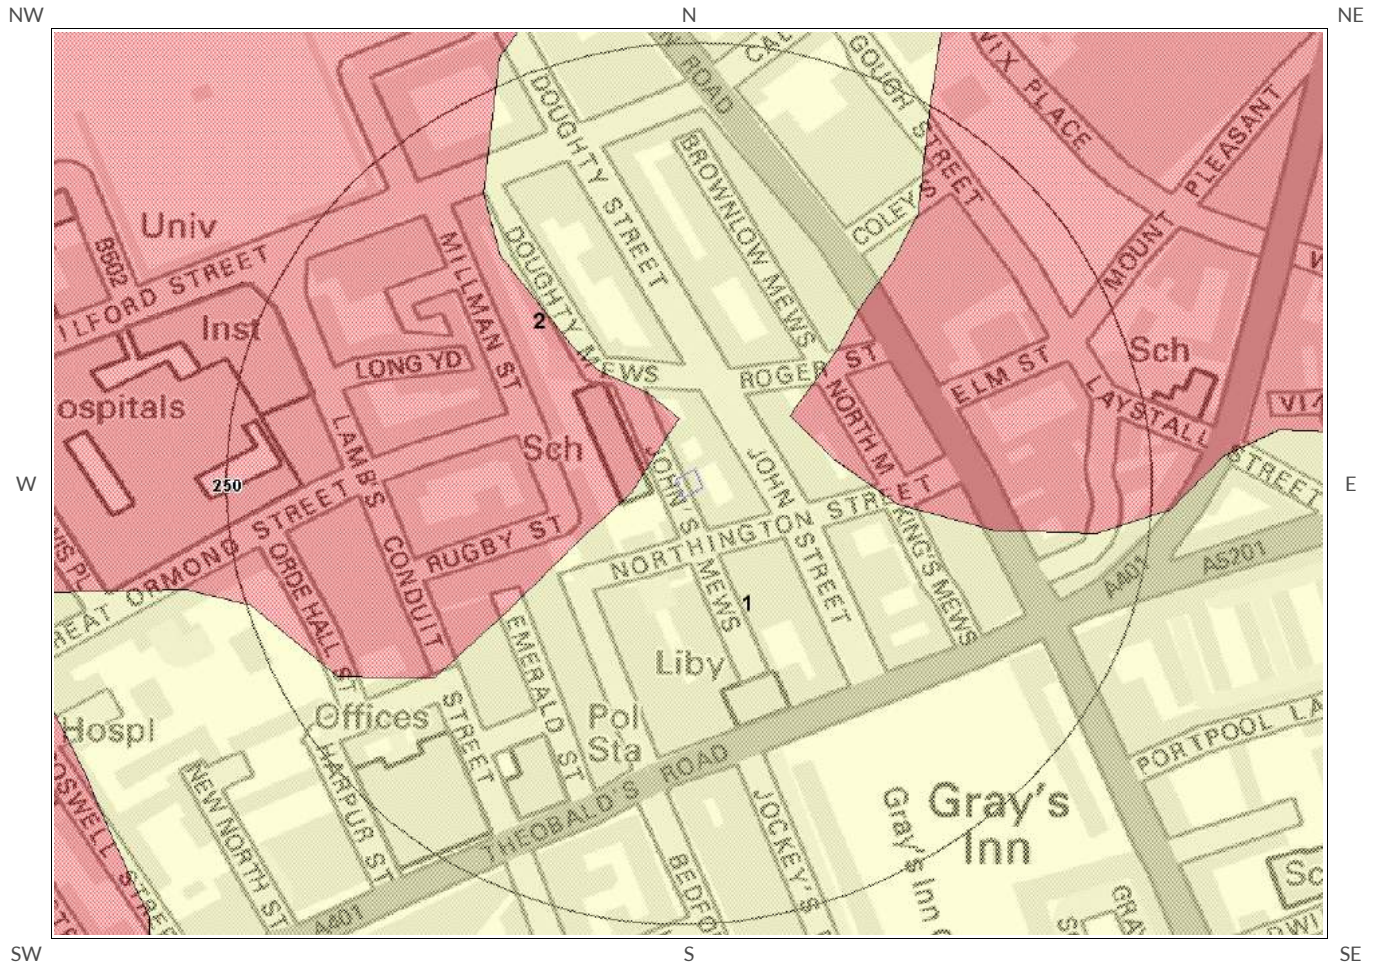 NW
N
NE
VIX PLACE
ROAD
GOUGH STREET
PLEASANT
DOUGHTY STREET
BROWNLOW MEWS
Univ
B502
COLEY
MOUNT
MILLMAN ST
DOUGHTY MEWS
ILFORD STREET
Inst
2
LONG YD
ST
Sch
ROGER
ELM ST
ospitals
NORTH M
LAYSTALL
STREET
LAMB'S
CONDUIT
STREET
Sch
JOHN'S
MEWS
JOHN
STREET
W
250
E
ORMOND STREET
NORTHINGTON STREET
KING'S MEWS
RUGBY ST
A401
A5201
ORDE HALL ST
1
EMERALD ST
Liby
Hospl
Offices
Pol
Sta
PORTPOOL LA
HARPUR ST
NEW NORTH ST
THEOBALD'S ROAD
OSWELL STREE
JOCKEY'S
Gray's
Inn
Gray's Inn
BEDFO
Sc
GRAY
A401
SW
S
SE